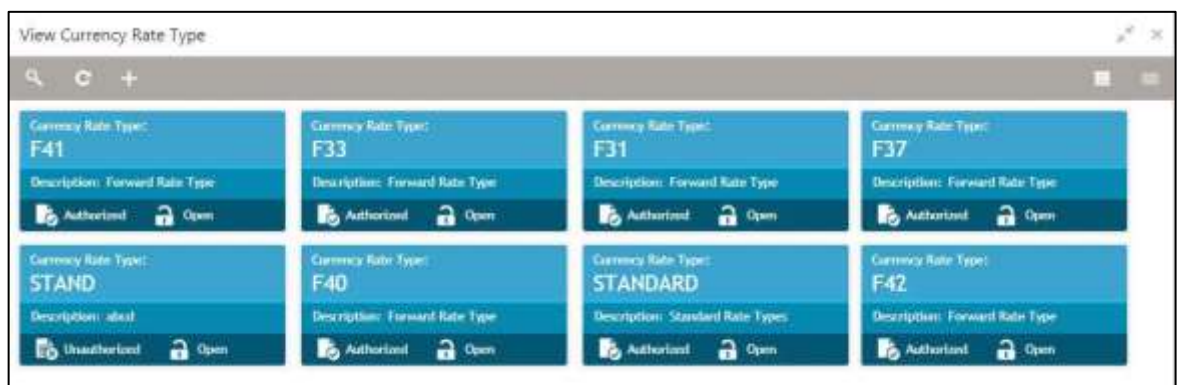 View Currency Rate Type
Currency Rate Type: Currency Rate Type: Currency Rate Type: Currency Rate Type:
F41 F33 F31 F37
Description: Forward Rate Type Description: Forward Rate Type Description: Forward Rate Type Description: Forward Rate Type
Authorized Open Authorized Open Authorized Open Authorized Open
Currency Rate Type: Currency Rate Type: Currency Rate Type: Currency Rate Type:
STAND F40 STANDARD F42
Description: Description: Forward Rate Type Description: Standard Rate Types Description: Forward Rate Type
Unauthorized Open Authorized Open Authorized Open Authorized Open